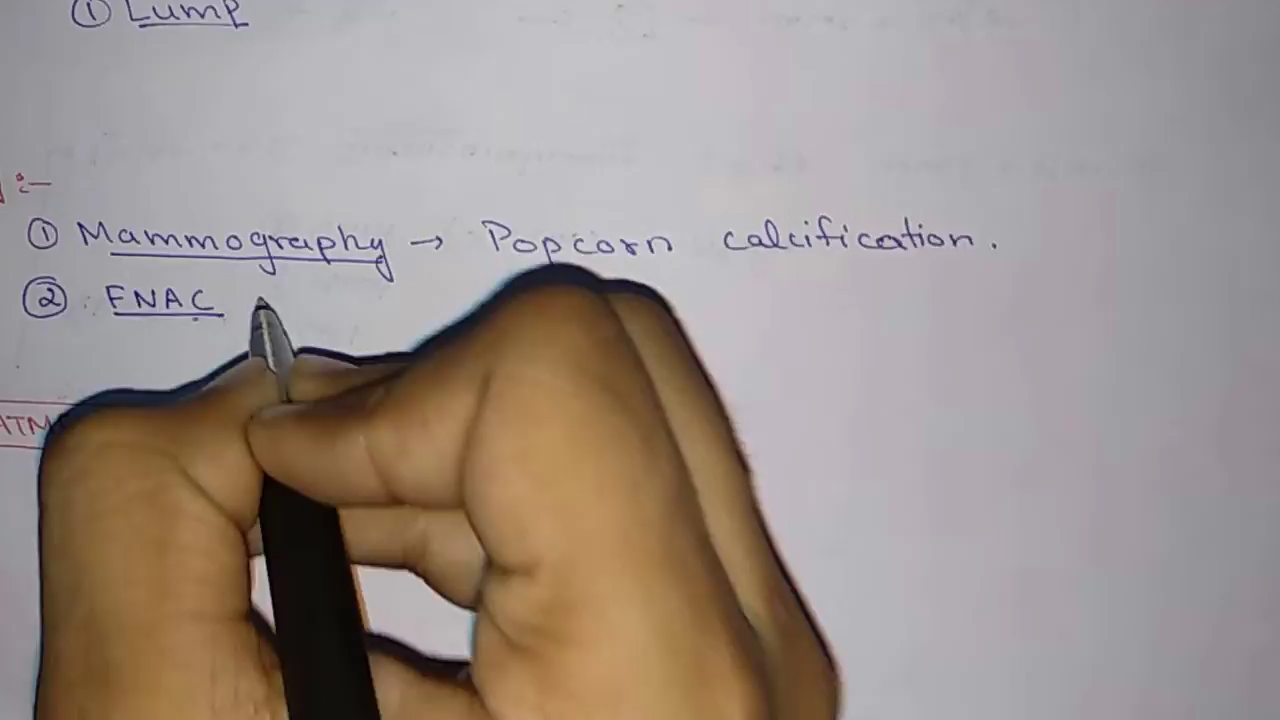 ① Lump
:-
① Mammography → Popcorn calcification.
② FNAC